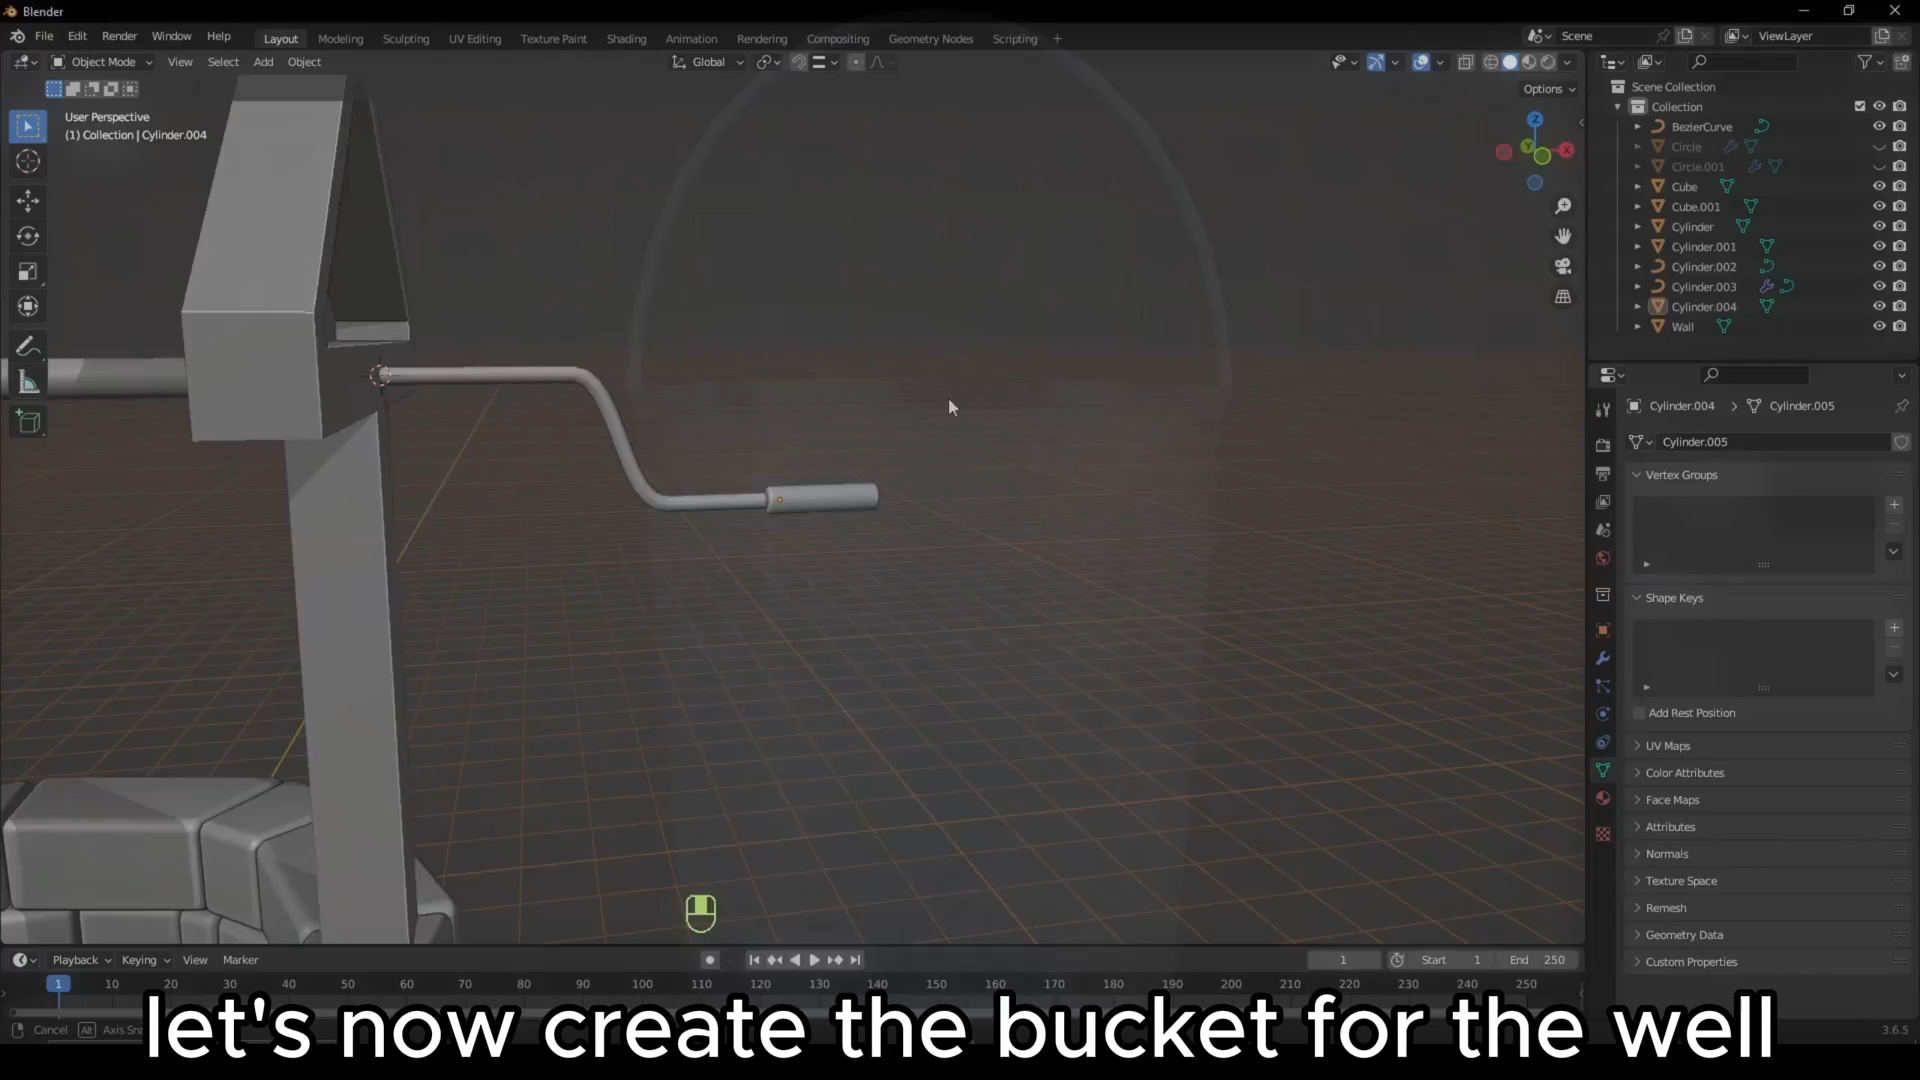 Blender
File Edit Render Window Help
Layout Modeling Sculpting UV Editing Texture Paint Shading Animation Rendering Compositing Geometry Nodes Scripting +
Scene
ViewLayer
Object Mode View Select Add Object
Global
Options
User Perspective
(1) Collection | Cylinder.004
Z
Y
X
Scene Collection
Collection
BezierCurve
Circle
Circle.001
Cube
Cube.001
Cylinder
Cylinder.001
Cylinder.002
Cylinder.003
Cylinder.004
Wall
Cylinder.004 > Cylinder.005
Cylinder.005
Vertex Groups
Shape Keys
Add Rest Position
UV Maps
Color Attributes
Face Maps
Attributes
Normals
Texture Space
Remesh
Geometry Data
Custom Properties
Playback Keying View Marker
1 Start 1 End 250
1 10 20 30 40 50 60 70 80 90 100 110 120 130 140 150 160 170 180 190 200 210 220 230 240 250
Cancel Alt Axis Sna
3.6.5
let's now create the bucket for the well